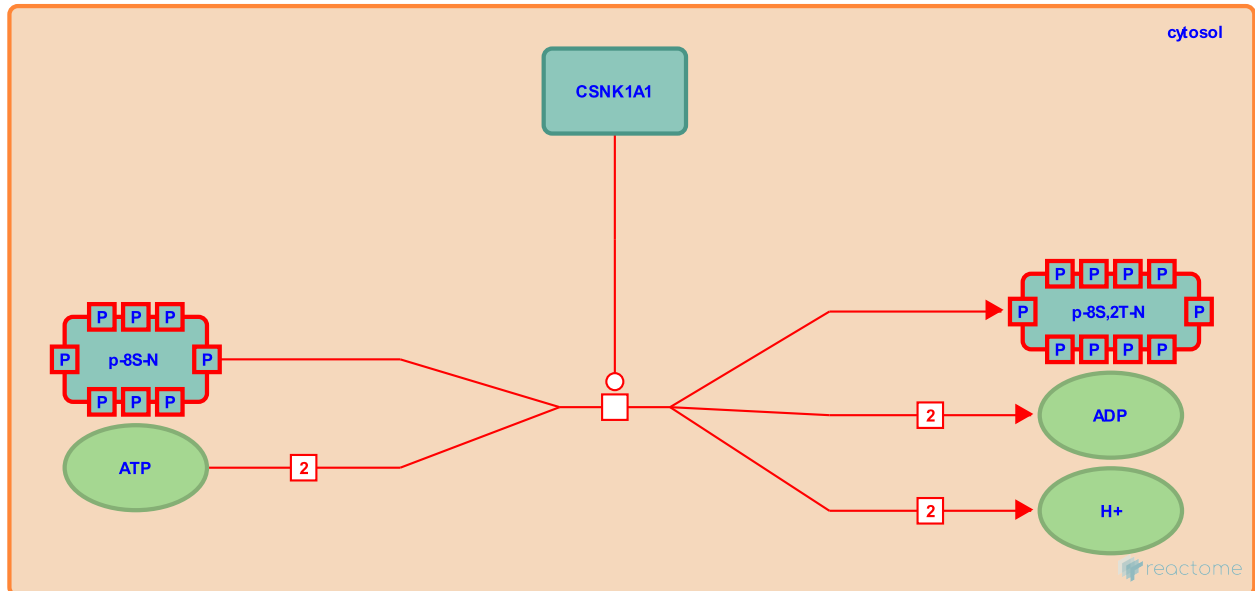 cytosol
CSNK1A1
P P P P
P p-8S,2T-N P
P P P P
P P P
P p-8S-N P
P P P
ATP
2
2
ADP
2
H+
reactome